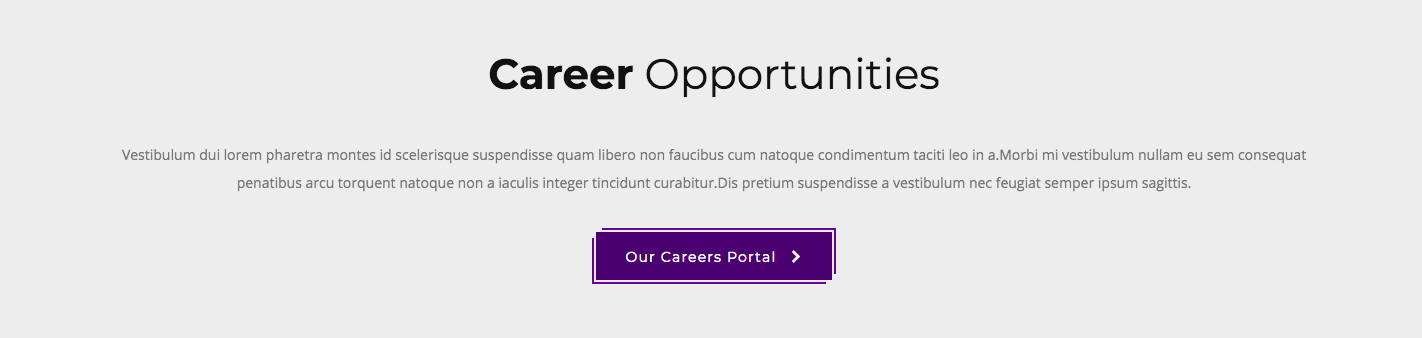 Career Opportunities
Vestibulum dui lorem pharetra montes id scelerisque suspendisse quam libero non faucibus cum natoque condimentum taciti leo in a.Morbi mi vestibulum nullam eu sem consequat
penatibus arcu torquent natoque non a iaculis integer tincidunt curabitur.Dis pretium suspendisse a vestibulum nec feugiat semper ipsum sagittis.
Our Careers Portal